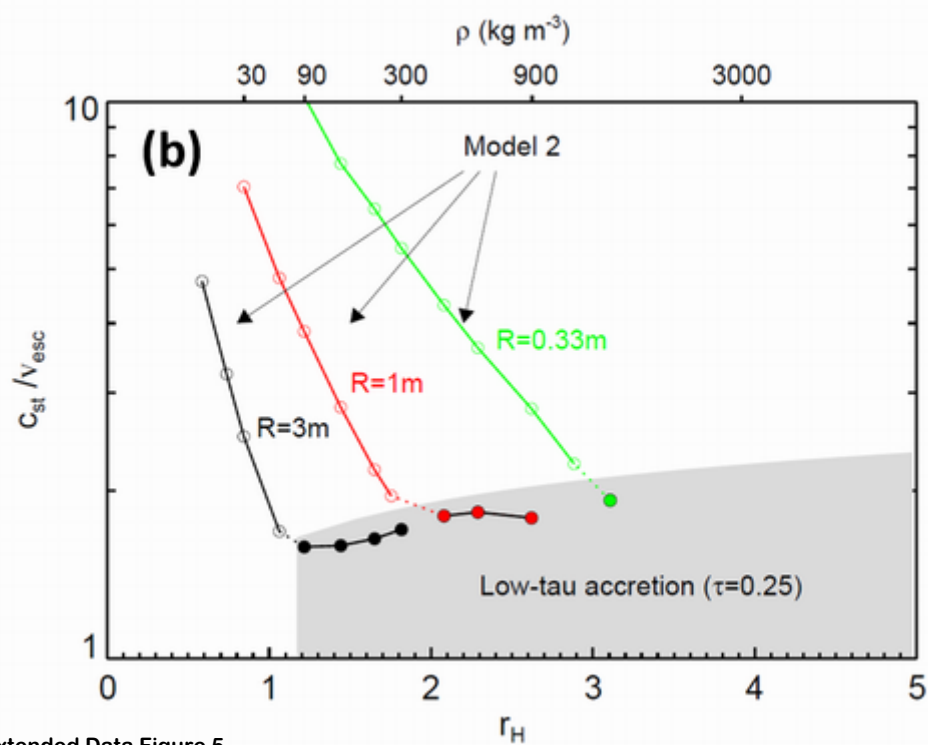 ρ (kg m⁻³)
30 90 300 900 3000
10
(b)
Model 2
R=0.33m
R=1m
R=3m
c_st /v_esc
Low-tau accretion (τ=0.25)
1
0 1 2 3 4 5
r_H
xtended Data Figure 5